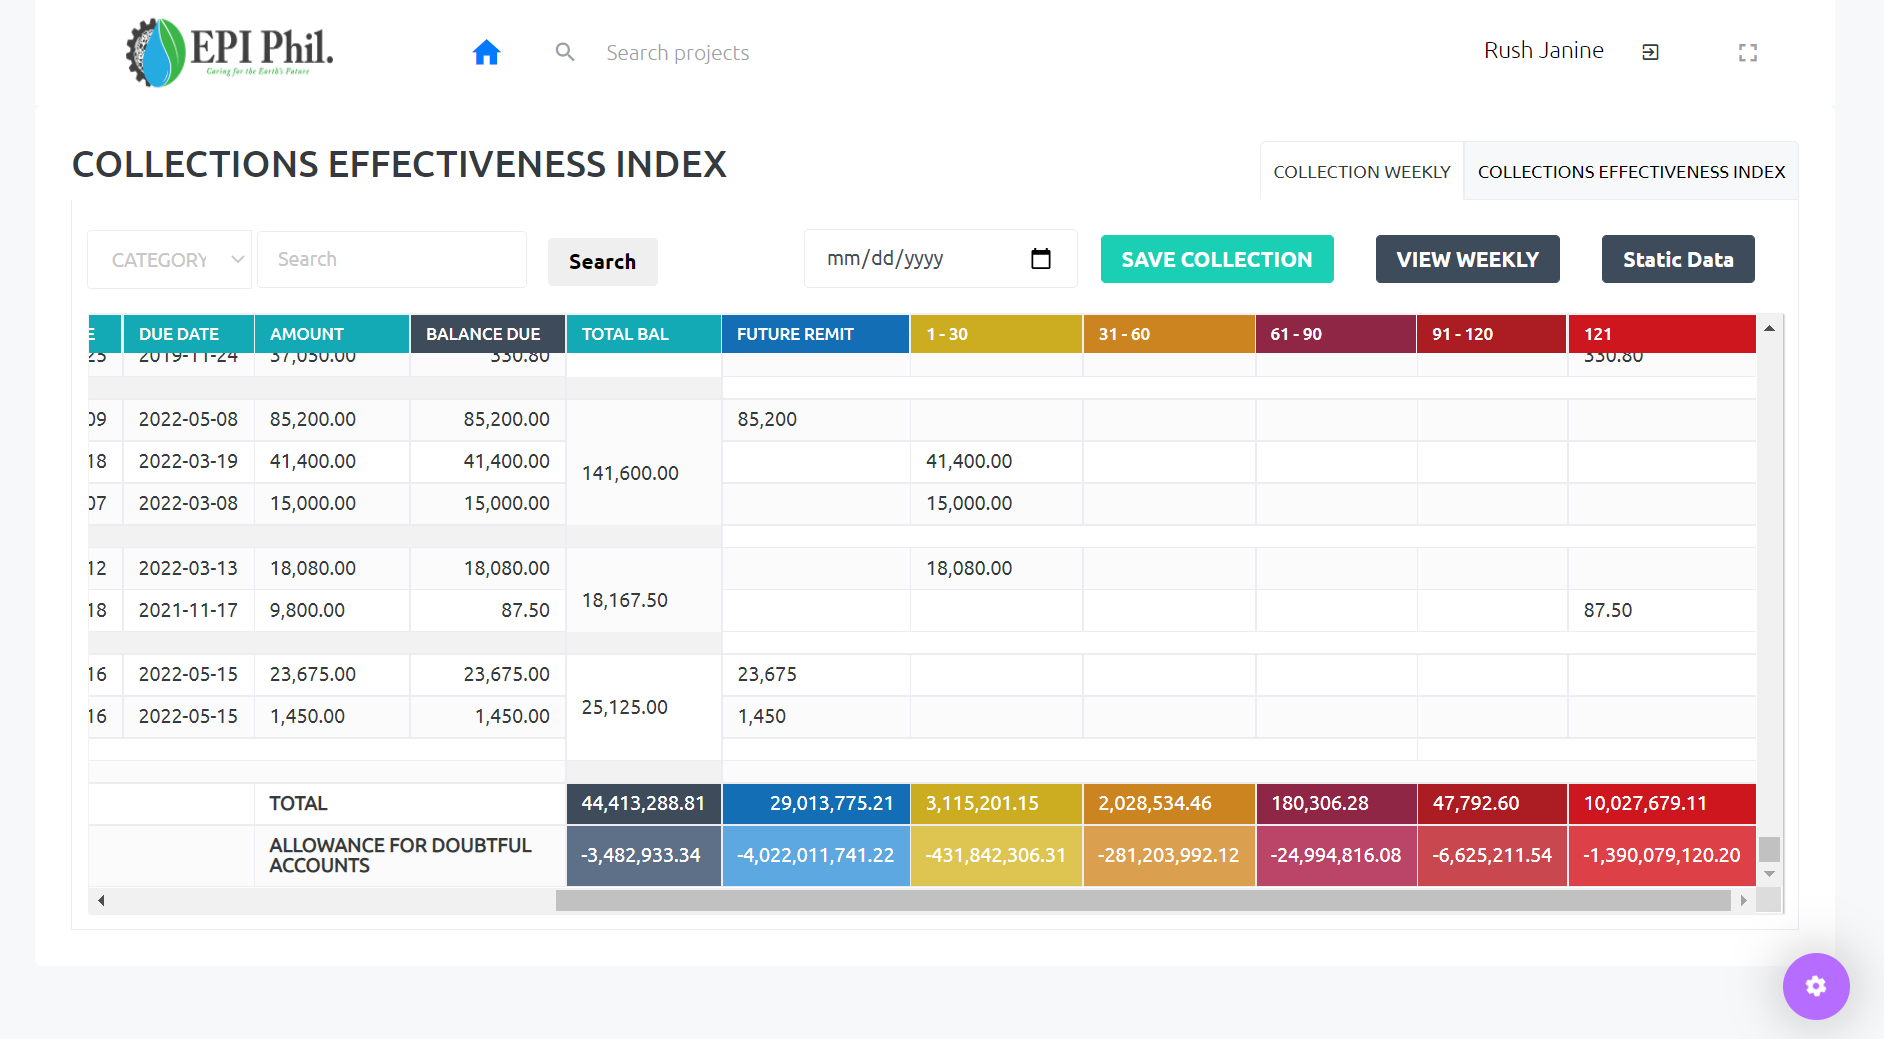 EPI Phil.
Caring for the Earth's Future
Search projects
Rush Janine
COLLECTIONS EFFECTIVENESS INDEX
COLLECTION WEEKLY
COLLECTIONS EFFECTIVENESS INDEX
CATEGORY
Search
Search
mm/dd/yyyy
SAVE COLLECTION
VIEW WEEKLY
Static Data
E DUE DATE AMOUNT BALANCE DUE TOTAL BAL FUTURE REMIT 1 - 30 31 - 60 61 - 90 91 - 120 121
25 2019-11-24 37,050.00 330.80 330.80
09 2022-05-08 85,200.00 85,200.00 85,200
18 2022-03-19 41,400.00 41,400.00 41,400.00
141,600.00
07 2022-03-08 15,000.00 15,000.00 15,000.00
12 2022-03-13 18,080.00 18,080.00 18,080.00
18,167.50
18 2021-11-17 9,800.00 87.50 87.50
16 2022-05-15 23,675.00 23,675.00 23,675
25,125.00
16 2022-05-15 1,450.00 1,450.00 1,450
TOTAL 44,413,288.81 29,013,775.21 3,115,201.15 2,028,534.46 180,306.28 47,792.60 10,027,679.11
ALLOWANCE FOR DOUBTFUL
ACCOUNTS
-3,482,933.34 -4,022,011,741.22 -431,842,306.31 -281,203,992.12 -24,994,816.08 -6,625,211.54 -1,390,079,120.20